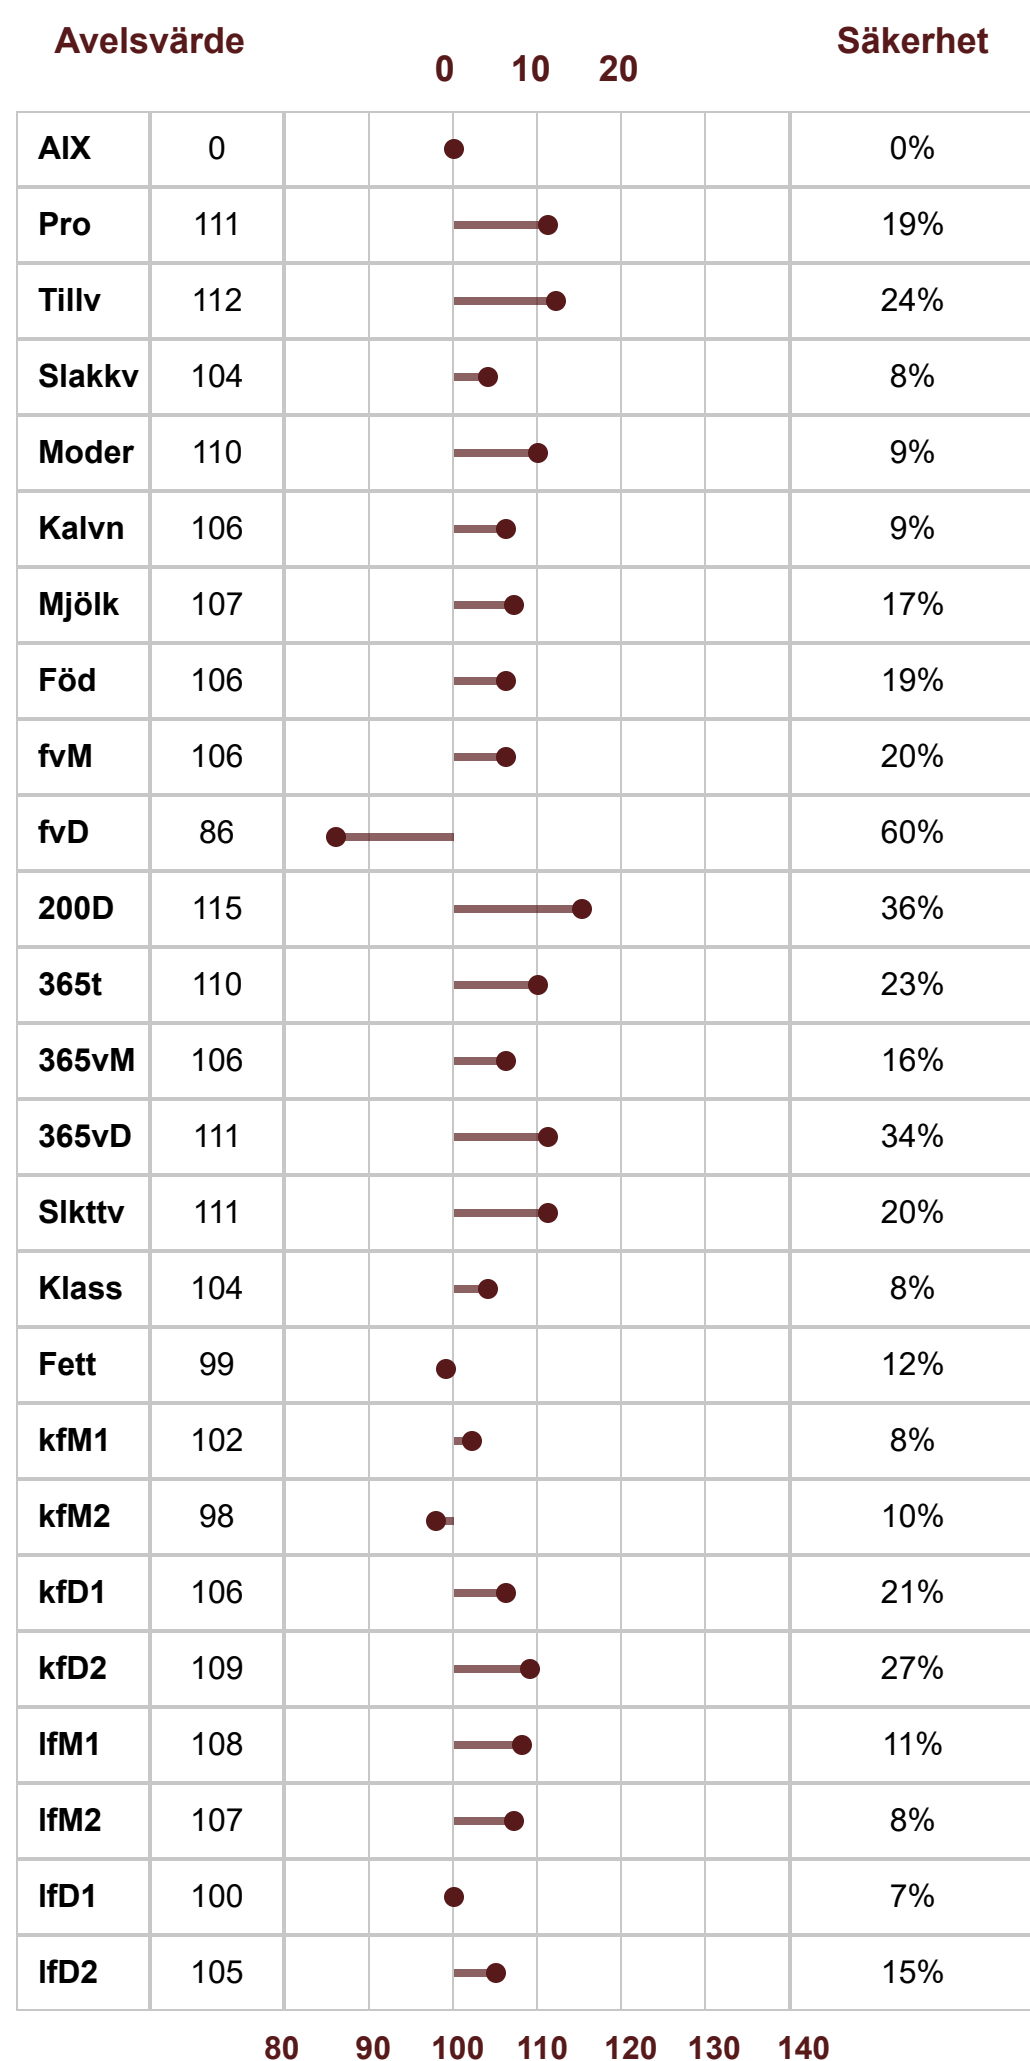 Avelsvärde Säkerhet
0 10 20
AIX 0 0%
Pro 111 19%
Tillv 112 24%
Slakkv 104 8%
Moder 110 9%
Kalvn 106 9%
Mjölk 107 17%
Föd 106 19%
fvM 106 20%
fvD 86 60%
200D 115 36%
365t 110 23%
365vM 106 16%
365vD 111 34%
Slkttv 111 20%
Klass 104 8%
Fett 99 12%
kfM1 102 8%
kfM2 98 10%
kfD1 106 21%
kfD2 109 27%
lfM1 108 11%
lfM2 107 8%
lfD1 100 7%
lfD2 105 15%
80 90 100 110 120 130 140